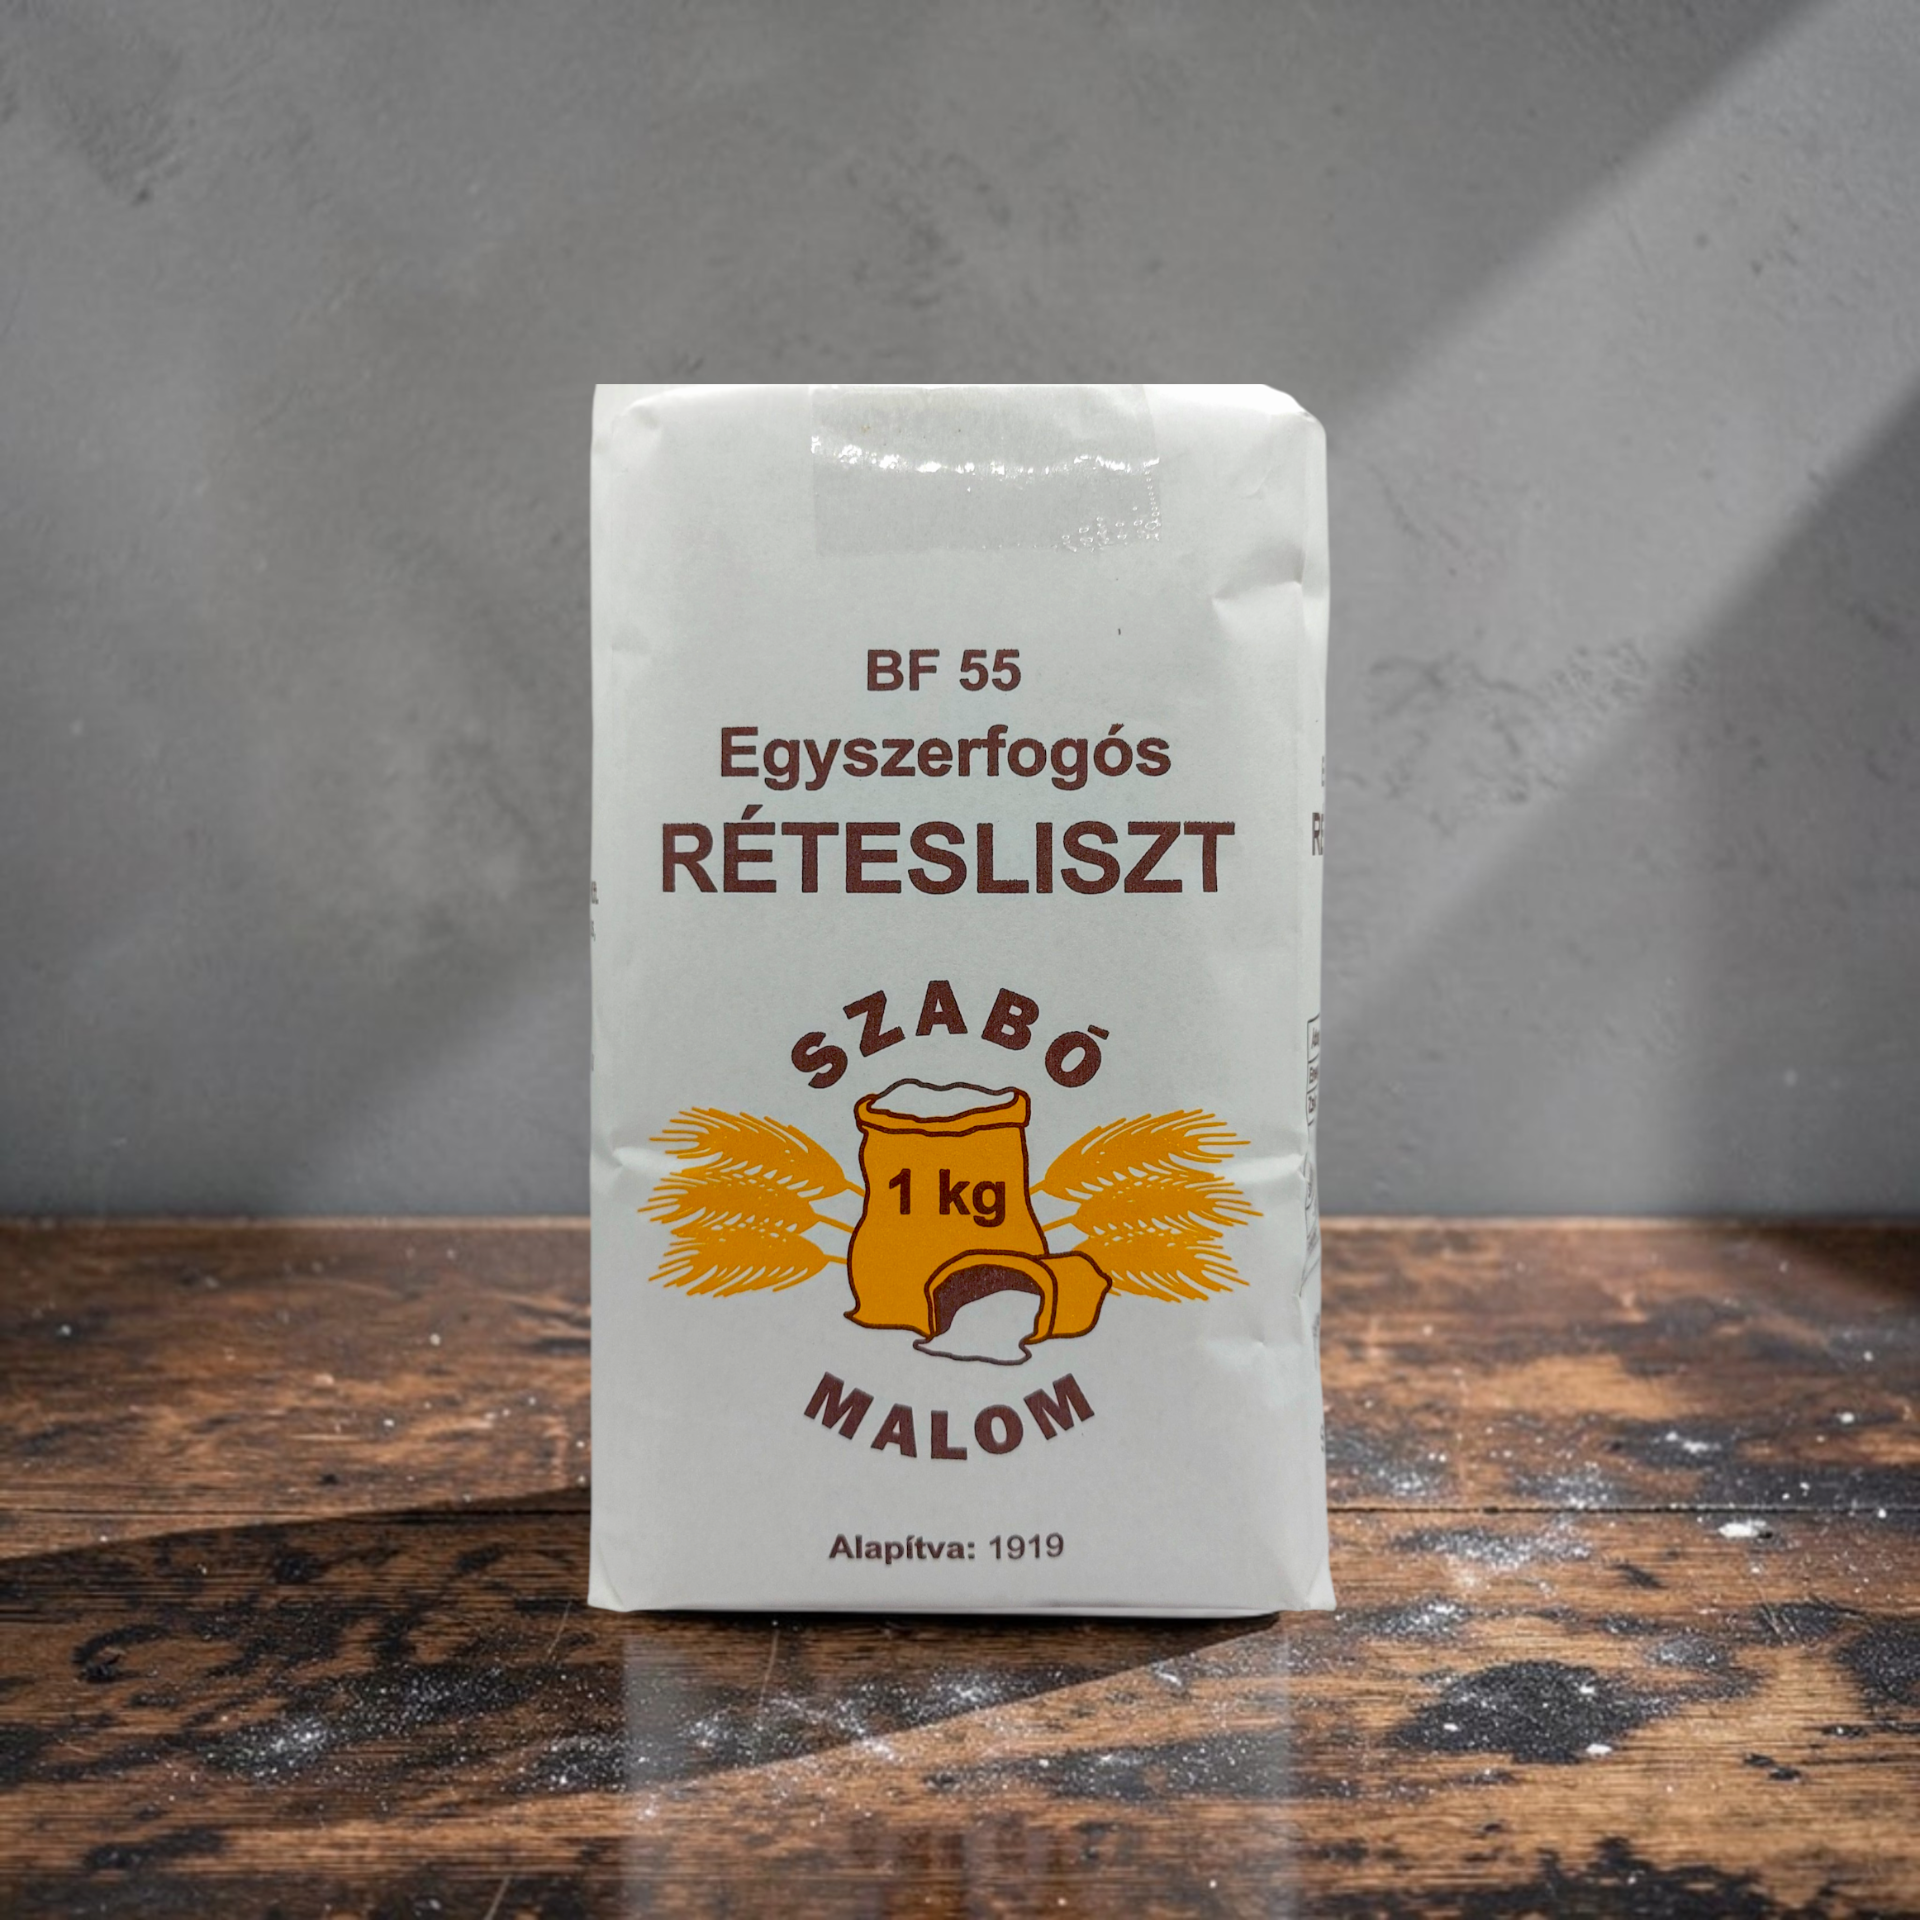 BF 55
Egyszerfogós
RÉTESLISZT
SZABÓ
1 kg
MALOM
Alapítva: 1919